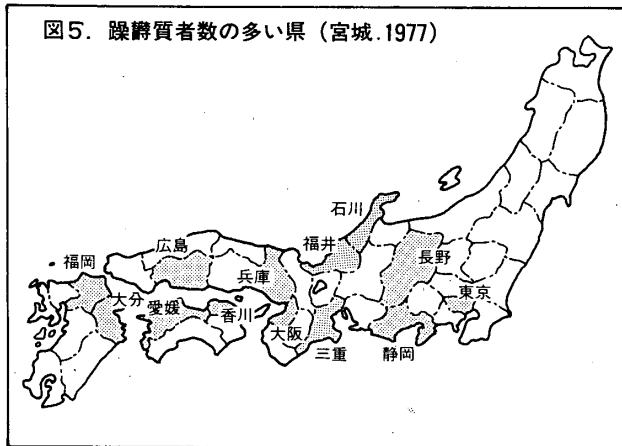 図5. 躁欝質者数の多い県 (宮城.1977)
石川
広島
福井
福岡
兵庫
長野
大分
愛媛
香川
東京
大阪
三重
静岡